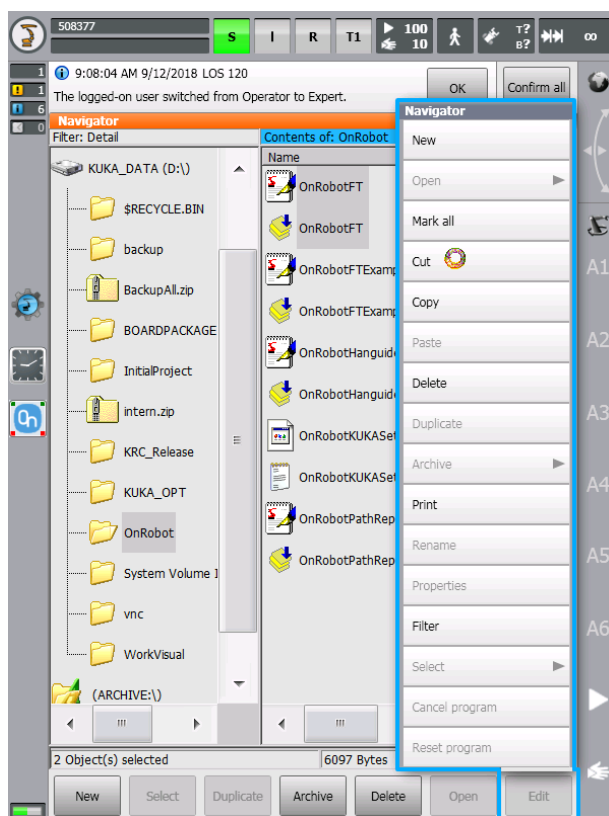 508377
S I R T1 100 10 T? B? ∞
1
1
6
0
9:08:04 AM 9/12/2018 LOS 120
The logged-on user switched from Operator to Expert.
OK
Confirm all
Navigator
Filter: Detail
Contents of: OnRobot
Name
KUKA_DATA (D:\)
$RECYCLE.BIN
backup
BackupAll.zip
BOARDPACKAGE
InitialProject
intern.zip
KRC_Release
KUKA_OPT
OnRobot
System Volume I
vnc
WorkVisual
(ARCHIVE:\)
OnRobotFT
OnRobotFT
OnRobotFTExamp
OnRobotFTExamp
OnRobotHanguid
OnRobotHanguid
OnRobotKUKASet
OnRobotKUKASet
OnRobotPathRep
OnRobotPathRep
Navigator
New
Open
Mark all
Cut
Copy
Paste
Delete
Duplicate
Archive
Print
Rename
Properties
Filter
Select
Cancel program
Reset program
A1
A2
A3
A4
A5
A6
2 Object(s) selected
6097 Bytes
New Select Duplicate Archive Delete Open Edit